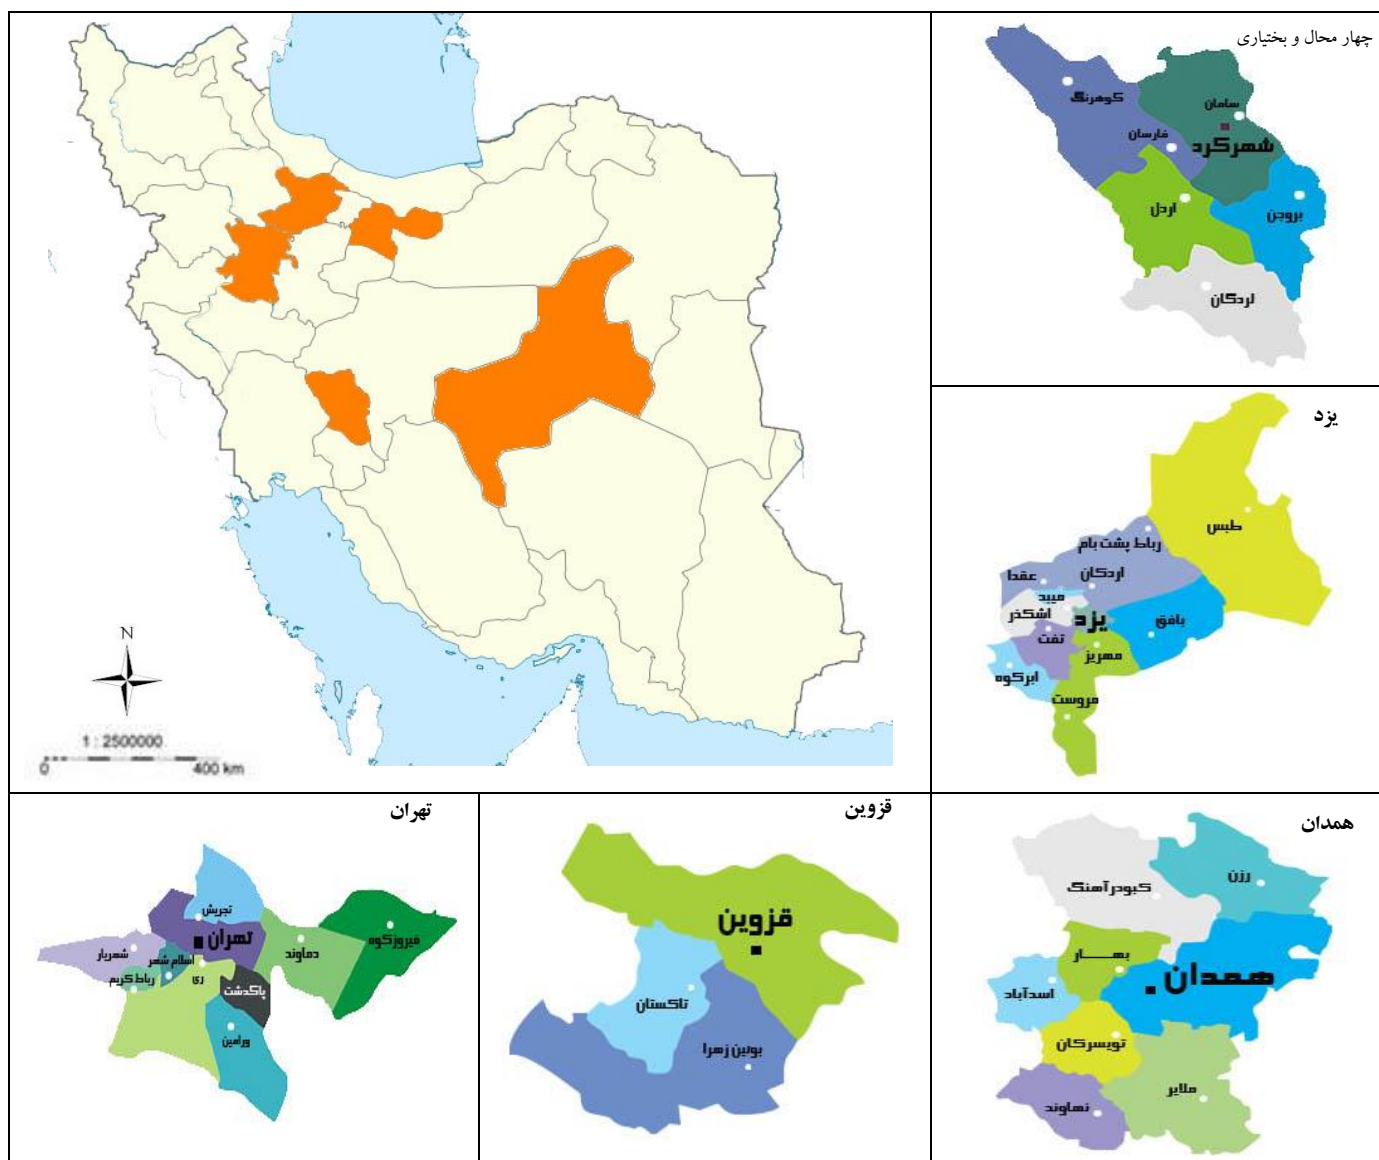 N
1 : 2500000
0
400 km
چهار محال و بختیاری
کوهرنگ
سامان
فارسان
شهرکرد
اردل
بروجن
لردگان
یزد
طبس
رباط پشت بام
عقدا
اردکان
میبد
اشکذر
یزد
بافق
تفت
مهریز
ابرکوه
مروست
تهران
تجریش
فیروزکوه
تهران
دماوند
شهریار
اسلام شهر
ری
رباط کریم
پاکدشت
ورامین
قزوین
قزوین
تاکستان
بوئین زهرا
همدان
رزن
کبودرآهنگ
بهــار
همدان
اسدآباد
تویسرکان
ملایر
نهاوند